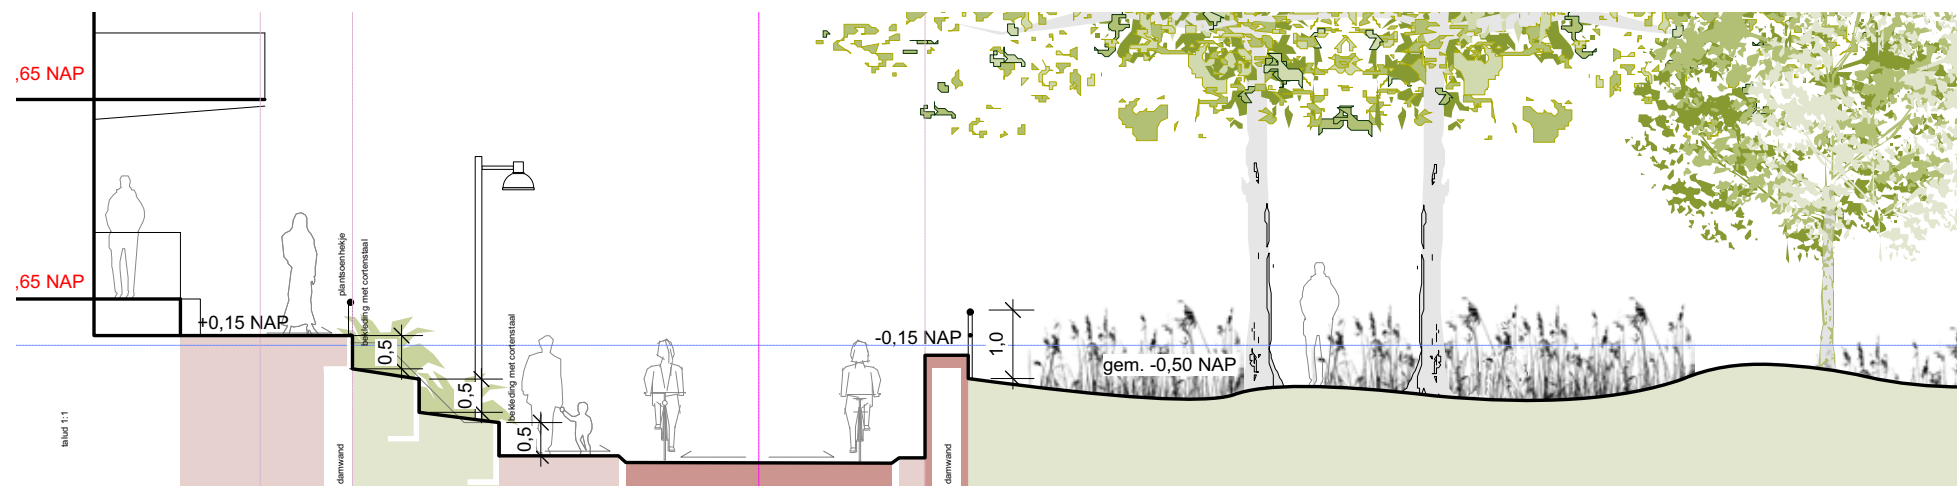 ,65 NAP
,65 NAP
+0,15 NAP
plantsoenhekje
bekleding met cortenstaal
0,5
0,5
bekleding met cortenstaal
0,5
-0,15 NAP
1,0
gem. -0,50 NAP
talud 1:1
damwand
damwand